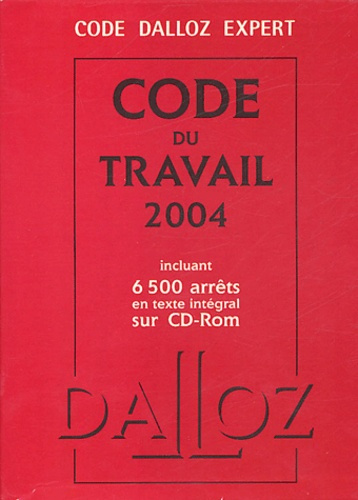 CODE DALLOZ EXPERT
CODE
DU
TRAVAIL
2004
incluant
6 500 arrêts
en texte intégral
sur CD-Rom
DALLOZ